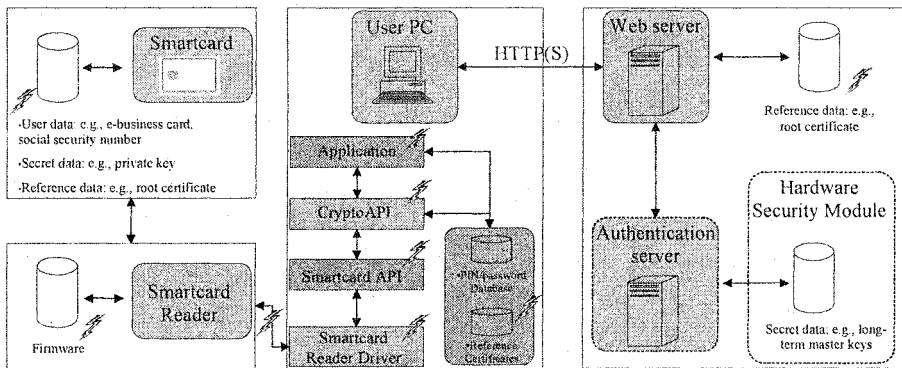 Smartcard
•User data: e.g., e-business card,
social security number
•Secret data: e.g., private key
•Reference data: e.g., root certificate
Firmware
Smartcard
Reader
User PC
HTTP(S)
Application
CryptoAPI
Smartcard API
Smartcard
Reader Driver
•PIN/password
Database
•Reference
Certificates
Web server
Reference data: e.g.,
root certificate
Authentication
server
Hardware
Security Module
Secret data: e.g., long-
term master keys